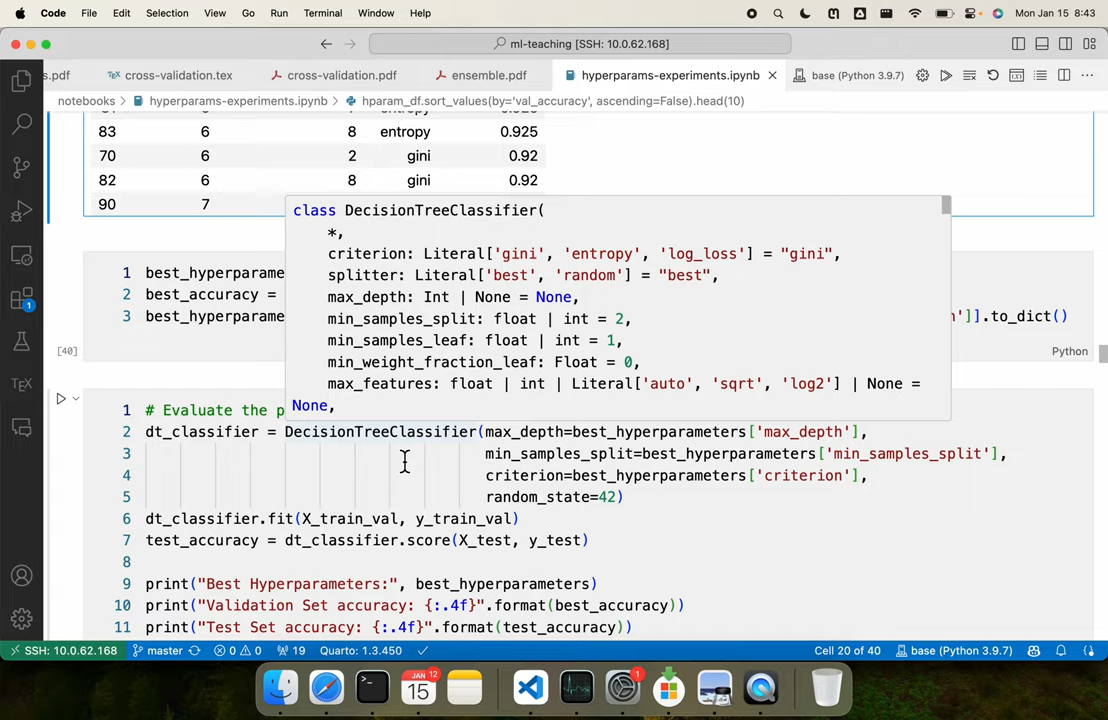 Code File Edit Selection View Go Run Terminal Window Help Mon Jan 15 8:43
ml-teaching [SSH: 10.0.62.168]
s.pdf cross-validation.tex cross-validation.pdf ensemble.pdf hyperparams-experiments.ipynb base (Python 3.9.7)
notebooks > hyperparams-experiments.ipynb > hparam_df.sort_values(by='val_accuracy', ascending=False).head(10)
83 6 8 entropy 0.925
70 6 2 gini 0.92
82 6 8 gini 0.92
90 7
class DecisionTreeClassifier(
*,
criterion: Literal['gini', 'entropy', 'log_loss'] = "gini",
splitter: Literal['best', 'random'] = "best",
max_depth: Int | None = None,
min_samples_split: float | int = 2,
min_samples_leaf: float | int = 1,
min_weight_fraction_leaf: Float = 0,
max_features: float | int | Literal['auto', 'sqrt', 'log2'] | None =
None,
1 best_hyperparame
2 best_accuracy =
3 best_hyperparame n']].to_dict()
[40] Python
1 # Evaluate the p
2 dt_classifier = DecisionTreeClassifier(max_depth=best_hyperparameters['max_depth'],
3 min_samples_split=best_hyperparameters['min_samples_split'],
4 criterion=best_hyperparameters['criterion'],
5 random_state=42)
6 dt_classifier.fit(X_train_val, y_train_val)
7 test_accuracy = dt_classifier.score(X_test, y_test)
8
9 print("Best Hyperparameters:", best_hyperparameters)
10 print("Validation Set accuracy: {:.4f}".format(best_accuracy))
11 print("Test Set accuracy: {:.4f}".format(test_accuracy))
1
TEX
SSH: 10.0.62.168 master 0 0 19 Quarto: 1.3.450 Cell 20 of 40 base (Python 3.9.7)
JAN 12
15
1